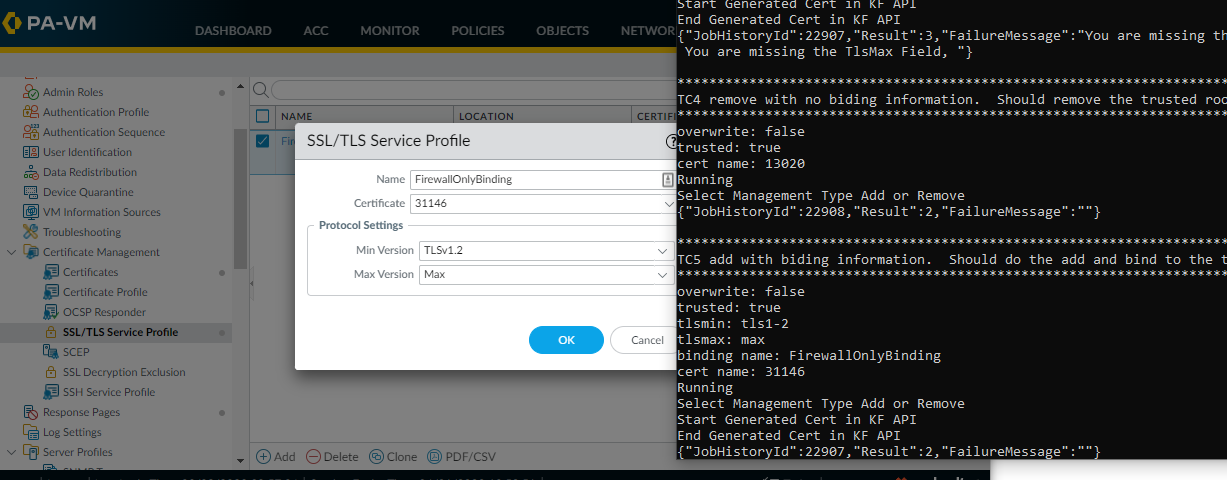 PA-VM
DASHBOARD
ACC
MONITOR
POLICIES
OBJECTS
NETWOR
Admin Roles
Authentication Profile
Authentication Sequence
User Identification
Data Redistribution
Device Quarantine
VM Information Sources
Troubleshooting
Certificate Management
Certificates
Certificate Profile
OCSP Responder
SSL/TLS Service Profile
SCEP
SSL Decryption Exclusion
SSH Service Profile
Response Pages
Log Settings
Server Profiles
NAME
LOCATION
CERTIF
SSL/TLS Service Profile
Name FirewallOnlyBinding
Certificate 31146
Protocol Settings
Min Version TLSv1.2
Max Version Max
OK
Cancel
Add
Delete
Clone
PDF/CSV
Start Generated Cert in KF API
End Generated Cert in KF API
{"JobHistoryId":22907,"Result":3,"FailureMessage":"You are missing th
You are missing the TlsMax Field, "}
TC4 remove with no biding information.  Should remove the trusted roo
overwrite: false
trusted: true
cert name: 13020
Running
Select Management Type Add or Remove
{"JobHistoryId":22908,"Result":2,"FailureMessage":""}
TC5 add with biding information.  Should do the add and bind to the t
overwrite: false
trusted: true
tlsmin: tls1-2
tlsmax: max
binding name: FirewallOnlyBinding
cert name: 31146
Running
Select Management Type Add or Remove
Start Generated Cert in KF API
End Generated Cert in KF API
{"JobHistoryId":22907,"Result":2,"FailureMessage":""}